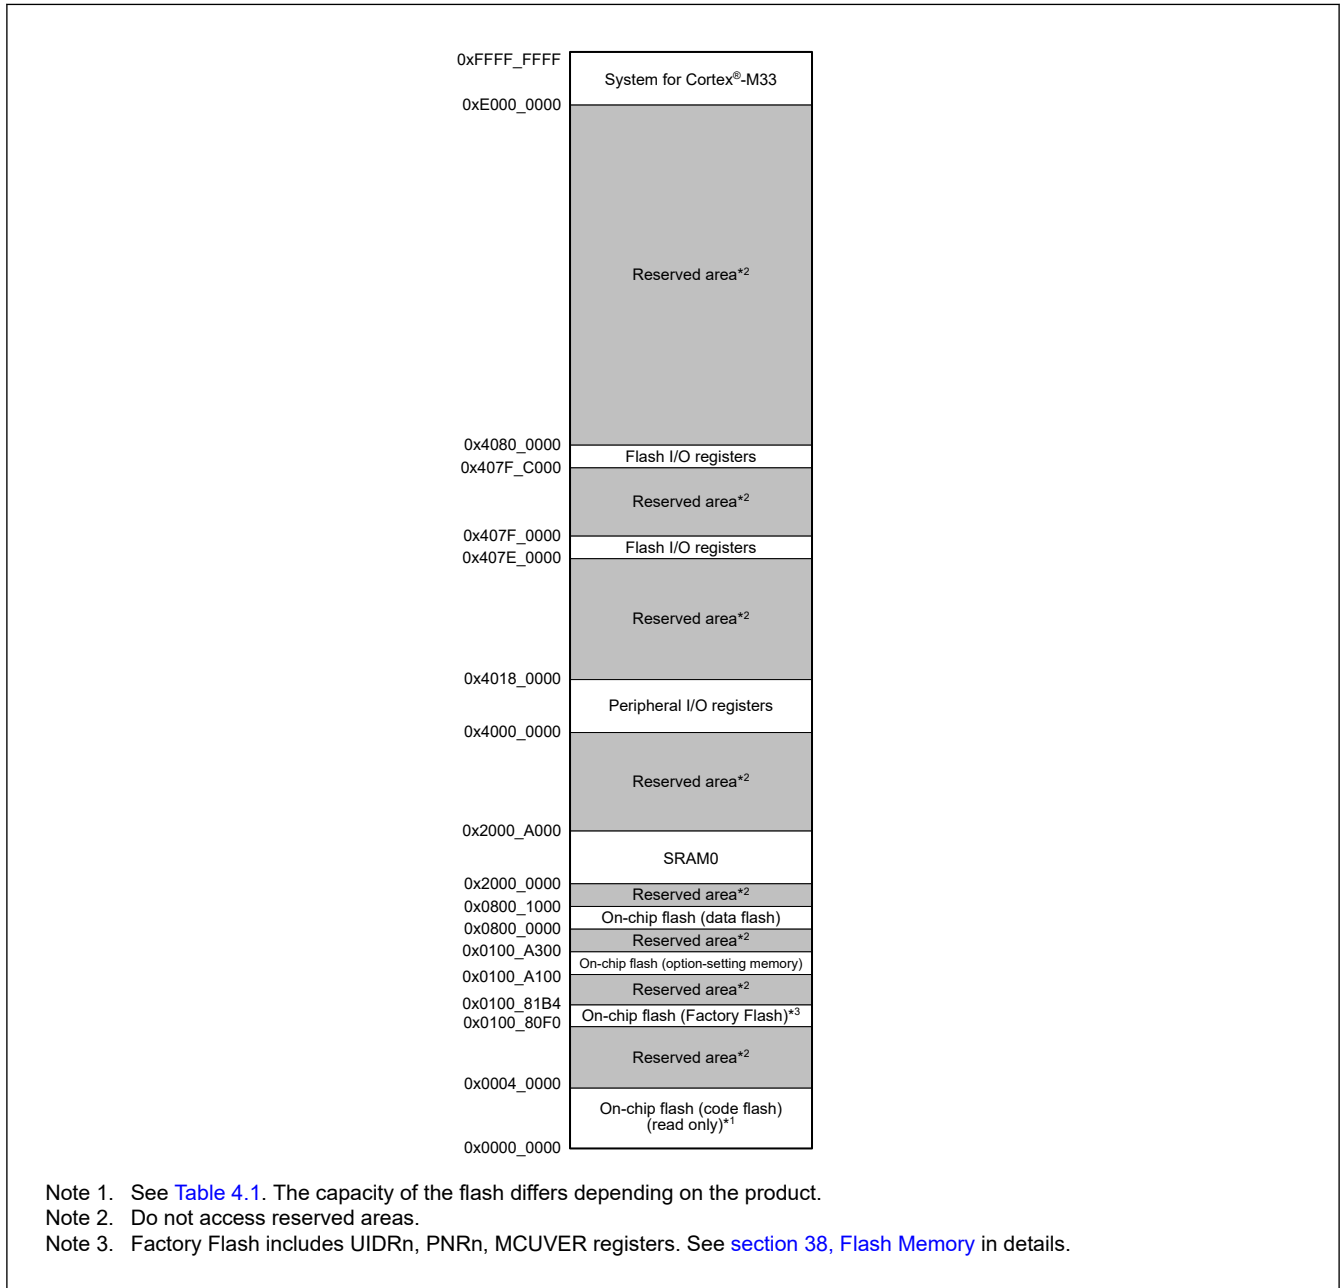 0xFFFF_FFFF
System for Cortex®-M33
0xE000_0000
Reserved area*2
0x4080_0000
Flash I/O registers
0x407F_C000
Reserved area*2
0x407F_0000
Flash I/O registers
0x407E_0000
Reserved area*2
0x4018_0000
Peripheral I/O registers
0x4000_0000
Reserved area*2
0x2000_A000
SRAM0
0x2000_0000
Reserved area*2
0x0800_1000
On-chip flash (data flash)
0x0800_0000
Reserved area*2
0x0100_A300
On-chip flash (option-setting memory)
0x0100_A100
Reserved area*2
0x0100_81B4
On-chip flash (Factory Flash)*3
0x0100_80F0
Reserved area*2
0x0004_0000
On-chip flash (code flash)
(read only)*1
0x0000_0000
Note 1. See Table 4.1. The capacity of the flash differs depending on the product.
Note 2. Do not access reserved areas.
Note 3. Factory Flash includes UIDRn, PNRn, MCUVER registers. See section 38, Flash Memory in details.